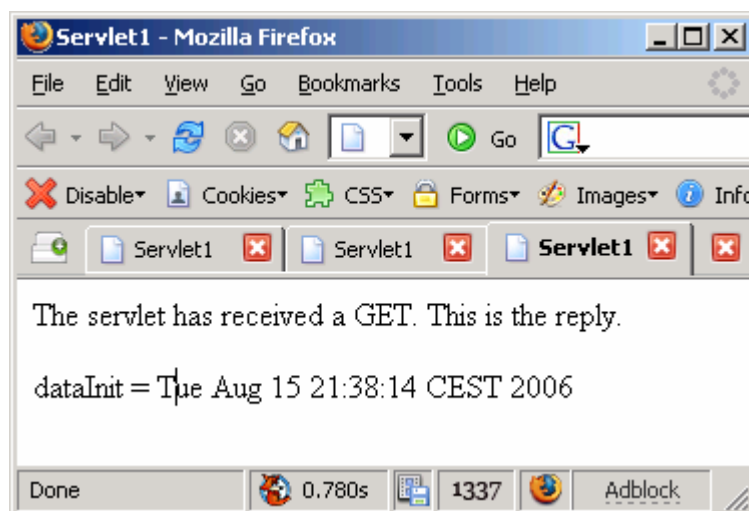 Servlet1 - Mozilla Firefox
File Edit View Go Bookmarks Tools Help
Go G
Disable Cookies CSS Forms Images Info
Servlet1 Servlet1 Servlet1
The servlet has received a GET. This is the reply.
dataInit = Tue Aug 15 21:38:14 CEST 2006
Done 0.780s 1337 Adblock